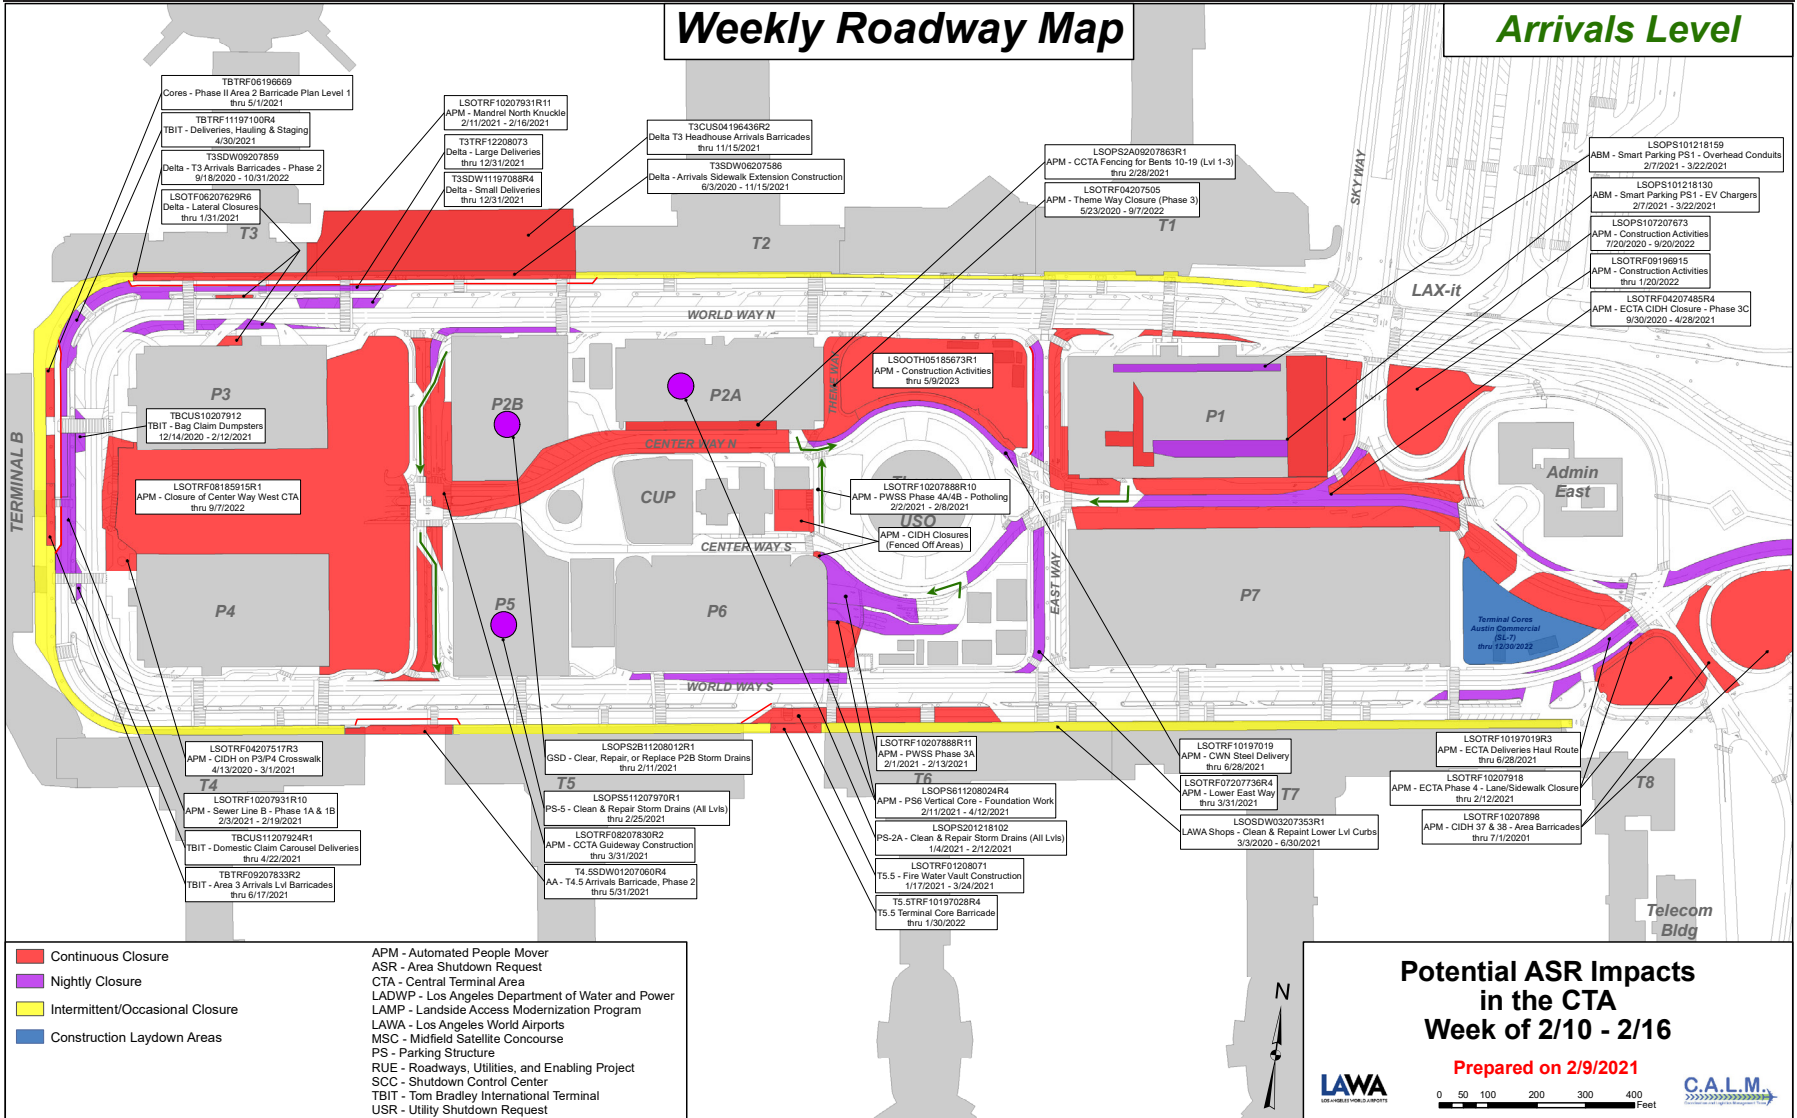 Weekly Roadway Map
Arrivals Level
TBTRF06196669
Cores - Phase II Area 2 Barricade Plan Level 1
thru 5/1/2021
TBTRF11197100R4
TBIT - Deliveries, Hauling & Staging
4/30/2021
T3SDW09207859
Delta - T3 Arrivals Barricades - Phase 2
9/18/2020 - 10/31/2022
LSOTF06207629R6
Delta - Lateral Closures
thru 1/31/2021
LSOTRF10207931R11
APM - Mandrel North Knuckle
2/11/2021 - 2/16/2021
T3TRF12208073
Delta - Large Deliveries
thru 12/31/2021
T3SDW11197088R4
Delta - Small Deliveries
thru 12/31/2021
T3CUS04196436R2
Delta T3 Headhouse Arrivals Barricades
thru 11/15/2021
T3SDW06207586
Delta - Arrivals Sidewalk Extension Construction
6/3/2020 - 11/15/2021
LSOPS2A09207863R1
APM - CCTA Fencing for Bents 10-19 (Lvl 1-3)
thru 2/28/2021
LSOTRF04207505
APM - Theme Way Closure (Phase 3)
5/23/2020 - 9/7/2022
LSOPS101218159
ABM - Smart Parking PS1 - Overhead Conduits
2/7/2021 - 3/22/2021
LSOPS101218130
ABM - Smart Parking PS1 - EV Chargers
2/7/2021 - 3/22/2021
LSOPS107207673
APM - Construction Activities
7/20/2020 - 9/20/2022
LSOTRF09196915
APM - Construction Activities
thru 1/20/2022
LSOTRF04207485R4
APM - ECTA CIDH Closure - Phase 3C
9/30/2020 - 4/28/2021
SKY WAY
T3
T2
T1
LAX-it
WORLD WAY N
P3
P2B
P2A
THEME WAY
LSOOTH05185673R1
APM - Construction Activities
thru 5/9/2023
P1
TBCUS10207912
TBIT - Bag Claim Dumpsters
12/14/2020 - 2/12/2021
CENTER WAY N
TERMINAL B
LSOTRF08185915R1
APM - Closure of Center Way West CTA
thru 9/7/2022
CUP
LSOTRF10207888R10
APM - PWSS Phase 4A/4B - Potholing
2/2/2021 - 2/8/2021
USO
APM - CIDH Closures
(Fenced Off Areas)
Admin
East
CENTER WAY S
EAST WAY
P4
P5
P6
P7
Terminal Cores
Austin Commercial
(SL-7)
thru 12/30/2022
WORLD WAY S
LSOTRF04207517R3
APM - CIDH on P3/P4 Crosswalk
4/13/2020 - 3/1/2021
T4
LSOTRF10207931R10
APM - Sewer Line B - Phase 1A & 1B
2/3/2021 - 2/19/2021
TBCUS11207924R1
TBIT - Domestic Claim Carousel Deliveries
thru 4/22/2021
TBTRF09207833R2
TBIT - Area 3 Arrivals Lvl Barricades
thru 6/17/2021
LSOPS2B11208012R1
GSD - Clear, Repair, or Replace P2B Storm Drains
thru 2/11/2021
T5
LSOPS511207970R1
PS-5 - Clean & Repair Storm Drains (All Lvls)
thru 2/25/2021
LSOTRF08207830R2
APM - CCTA Guideway Construction
thru 3/31/2021
T4.5SDW01207060R4
AA - T4.5 Arrivals Barricade, Phase 2
thru 5/31/2021
LSOTRF10207888R11
APM - PWSS Phase 3A
2/1/2021 - 2/13/2021
T6
LSOPS611208024R4
APM - PS6 Vertical Core - Foundation Work
2/11/2021 - 4/12/2021
LSOPS201218102
PS-2A - Clean & Repair Storm Drains (All Lvls)
1/4/2021 - 2/12/2021
LSOTRF01208071
T5.5 - Fire Water Vault Construction
1/17/2021 - 3/24/2021
T5.5TRF10197028R4
T5.5 Terminal Core Barricade
thru 1/30/2022
LSOTRF10197019
APM - CWN Steel Delivery
thru 6/28/2021
LSOTRF07207736R4
APM - Lower East Way
thru 3/31/2021
T7
LSOSDW03207353R1
LAWA Shops - Clean & Repaint Lower Lvl Curbs
3/3/2020 - 6/30/2021
LSOTRF10197019R3
APM - ECTA Deliveries Haul Route
thru 6/28/2021
LSOTRF10207918
APM - ECTA Phase 4 - Lane/Sidewalk Closure
thru 2/12/2021
LSOTRF10207898
APM - CIDH 37 & 38 - Area Barricades
thru 7/1/20201
T8
Telecom
Bldg
Continuous Closure
Nightly Closure
Intermittent/Occasional Closure
Construction Laydown Areas
APM - Automated People Mover
ASR - Area Shutdown Request
CTA - Central Terminal Area
LADWP - Los Angeles Department of Water and Power
LAMP - Landside Access Modernization Program
LAWA - Los Angeles World Airports
MSC - Midfield Satellite Concourse
PS - Parking Structure
RUE - Roadways, Utilities, and Enabling Project
SCC - Shutdown Control Center
TBIT - Tom Bradley International Terminal
USR - Utility Shutdown Request
N
Potential ASR Impacts
in the CTA
Week of 2/10 - 2/16
Prepared on 2/9/2021
LAWA
LOS ANGELES WORLD AIRPORTS
0 50 100 200 300 400
Feet
C.A.L.M.